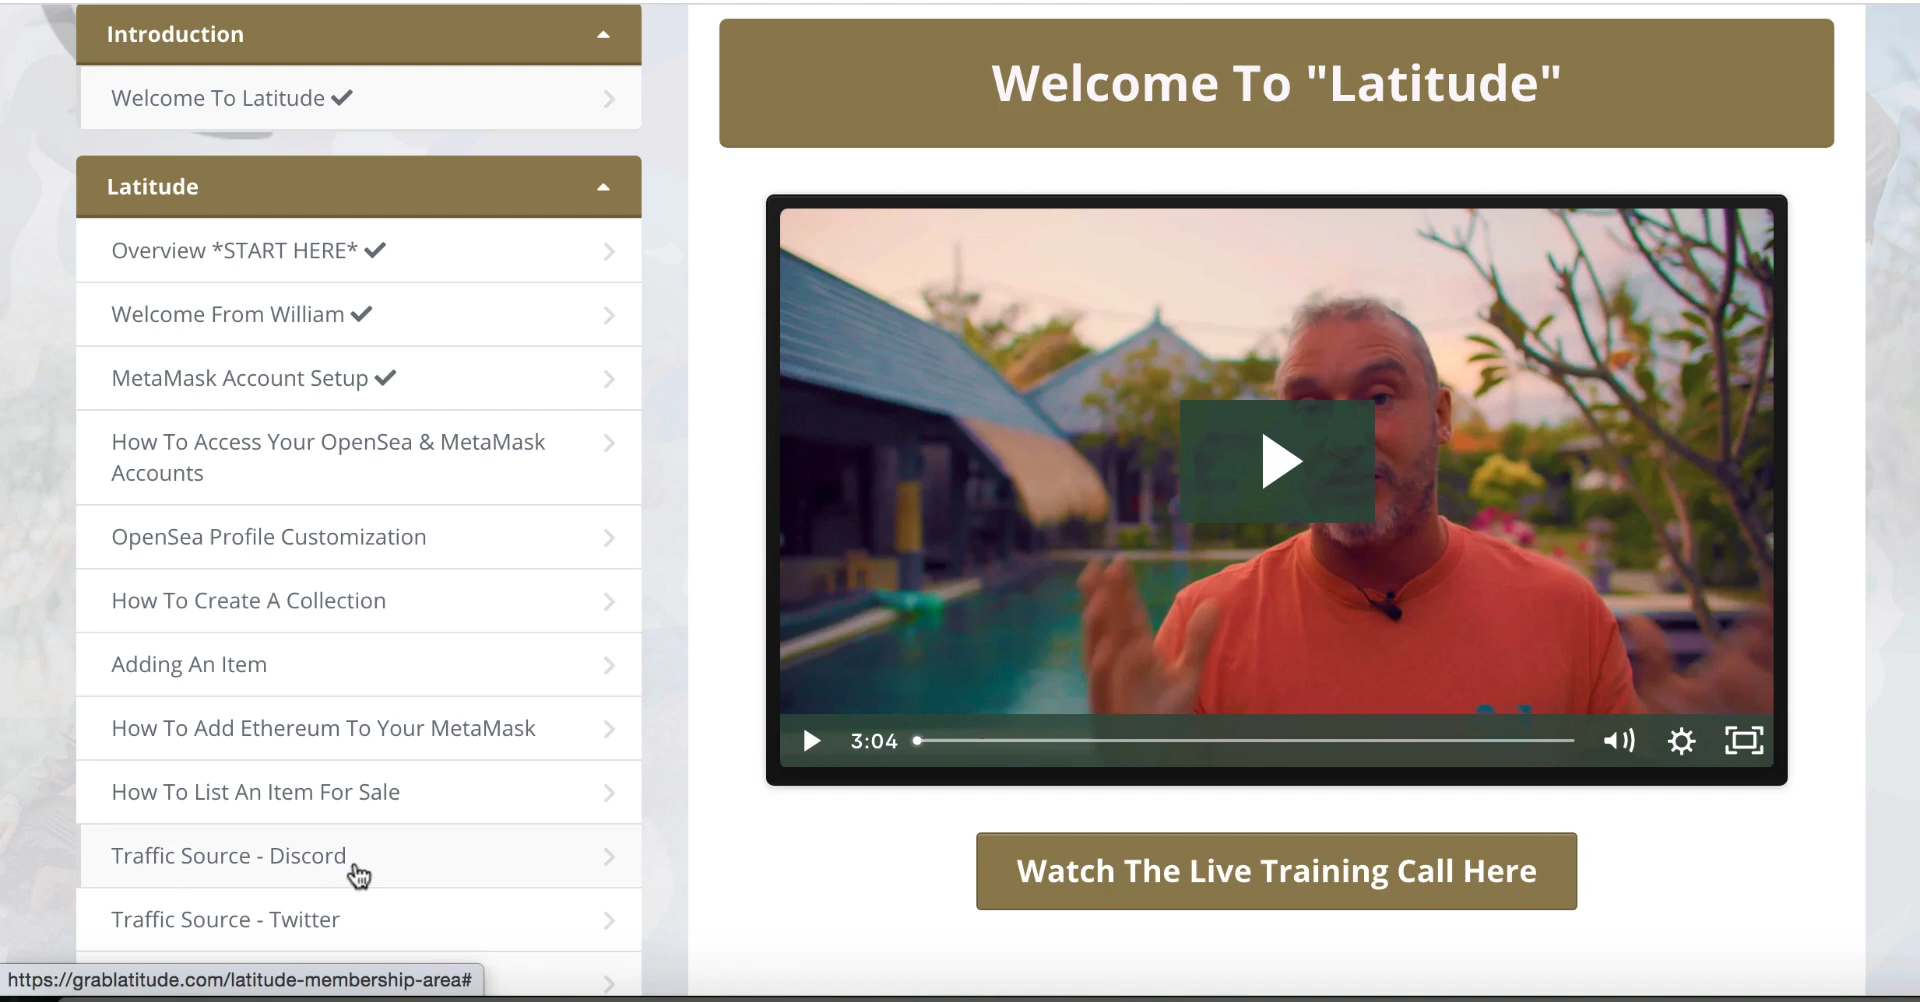 Introduction
Welcome To Latitude
Latitude
Overview *START HERE*
Welcome From William
MetaMask Account Setup
How To Access Your OpenSea & MetaMask
Accounts
OpenSea Profile Customization
How To Create A Collection
Adding An Item
How To Add Ethereum To Your MetaMask
How To List An Item For Sale
Traffic Source - Discord
Traffic Source - Twitter
https://grablatitude.com/latitude-membership-area#
Welcome To "Latitude"
3:04
Watch The Live Training Call Here